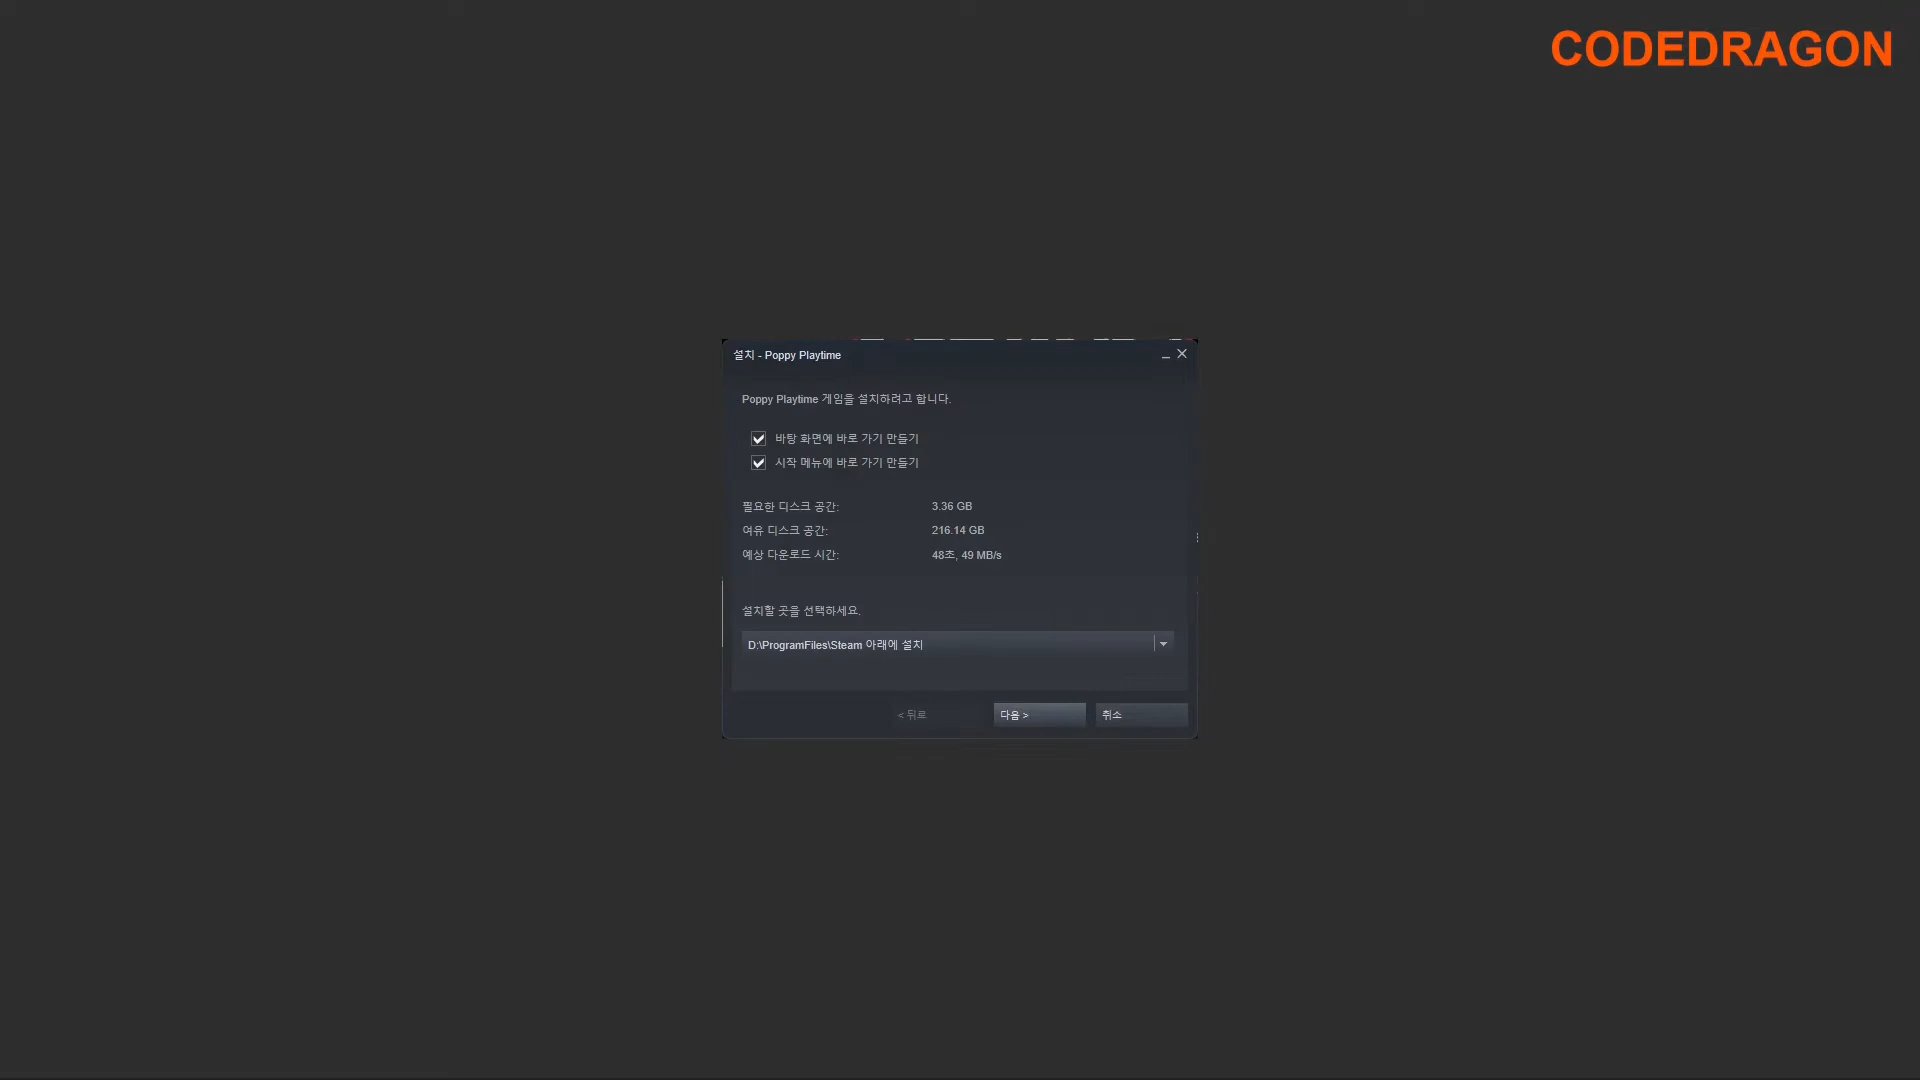 CODEDRAGON
설치 - Poppy Playtime
Poppy Playtime 게임을 설치하려고 합니다.
바탕 화면에 바로 가기 만들기
시작 메뉴에 바로 가기 만들기
필요한 디스크 공간: 3.36 GB
여유 디스크 공간: 216.14 GB
예상 다운로드 시간: 48초, 49 MB/s
설치할 곳을 선택하세요.
D:\ProgramFiles\Steam 아래에 설치
< 뒤로 다음 > 취소